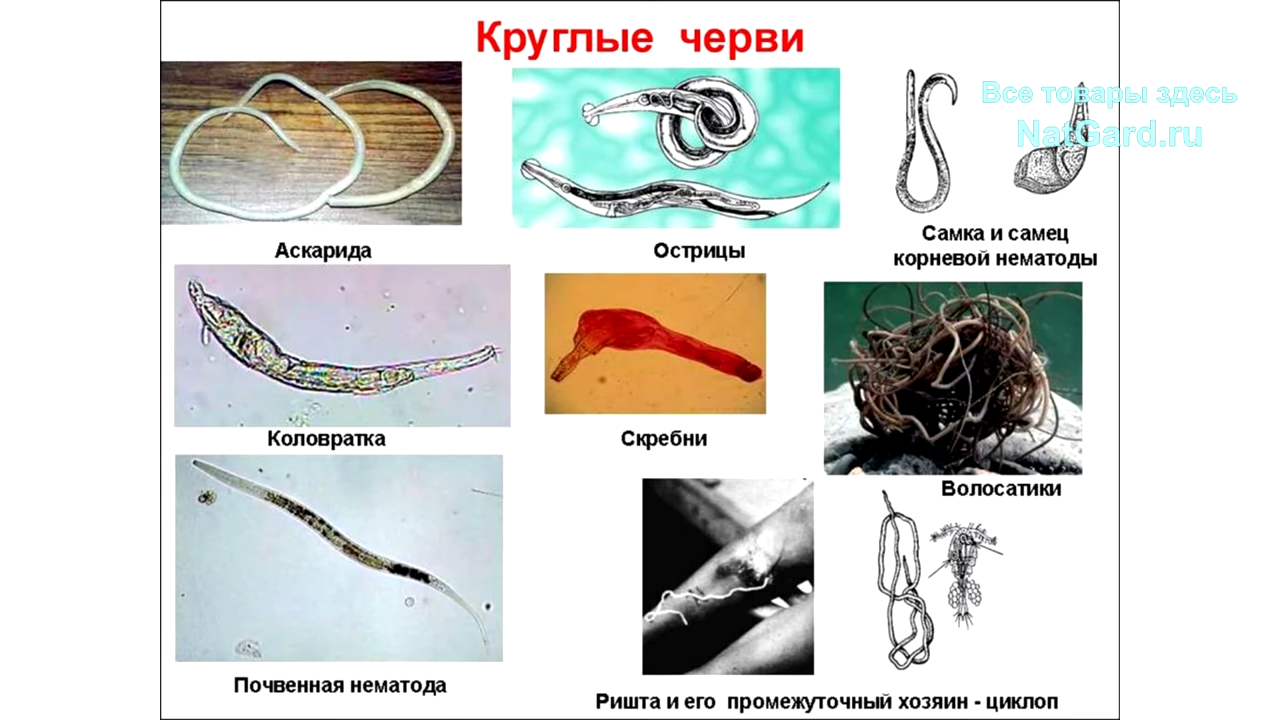 Круглые черви
Все товары здесь
NatGard.ru
Аскарида
Острицы
Самка и самец
корневой нематоды
Коловратка
Скребни
Волосатики
Почвенная нематода
Ришта и его промежуточный хозяин - циклоп